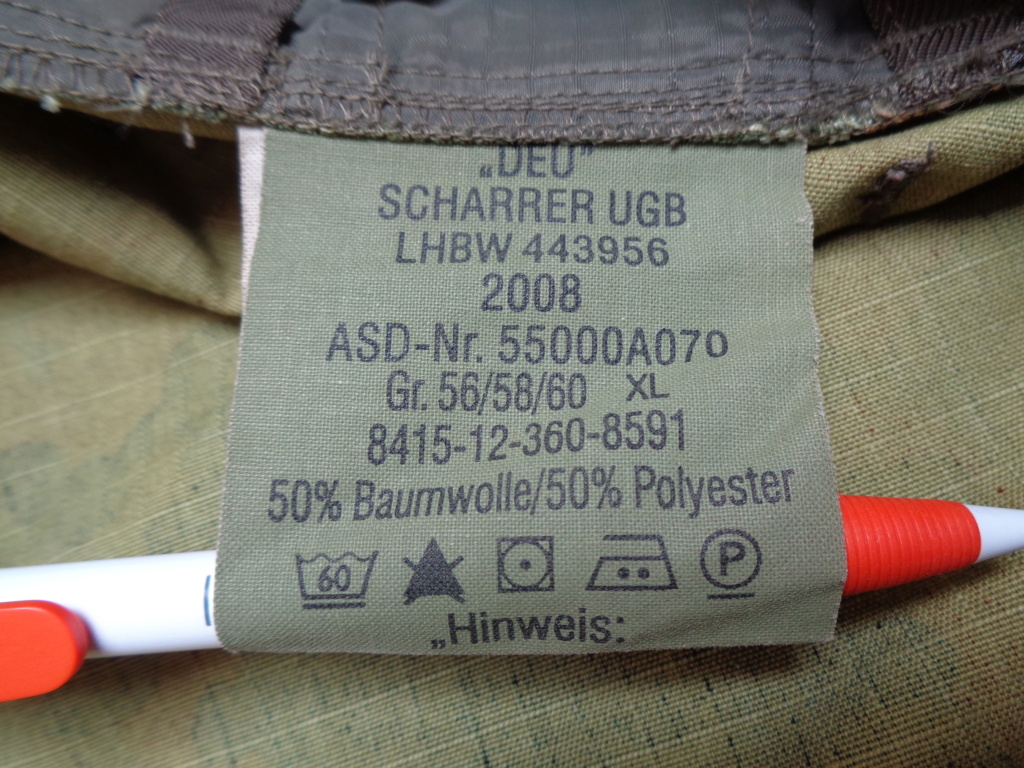 „DEU”
SCHARRER UGB
LHBW 443956
2008
ASD-Nr. 55000A070
Gr. 56/58/60 XL
8415-12-360-8591
50% Baumwolle/50% Polyester
60 P
„Hinweis: